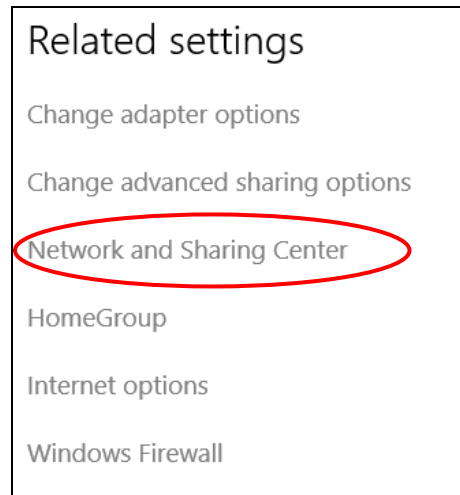 Related settings
Change adapter options
Change advanced sharing options
Network and Sharing Center
HomeGroup
Internet options
Windows Firewall